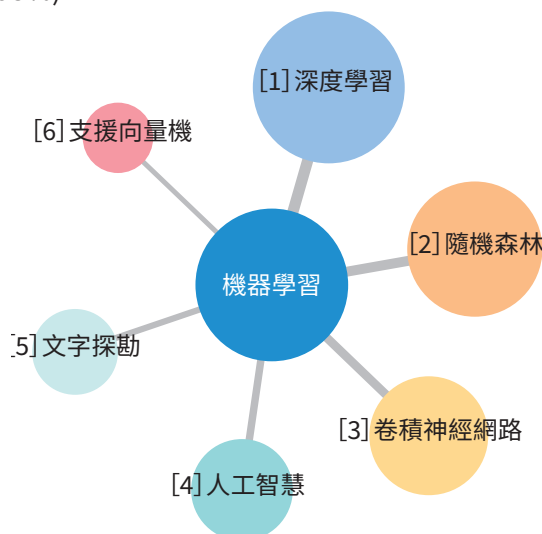 [1]深度學習
[6]支援向量機
[2]隨機森林
機器學習
5]文字探勘
[3]卷積神經網路
[4]人工智慧